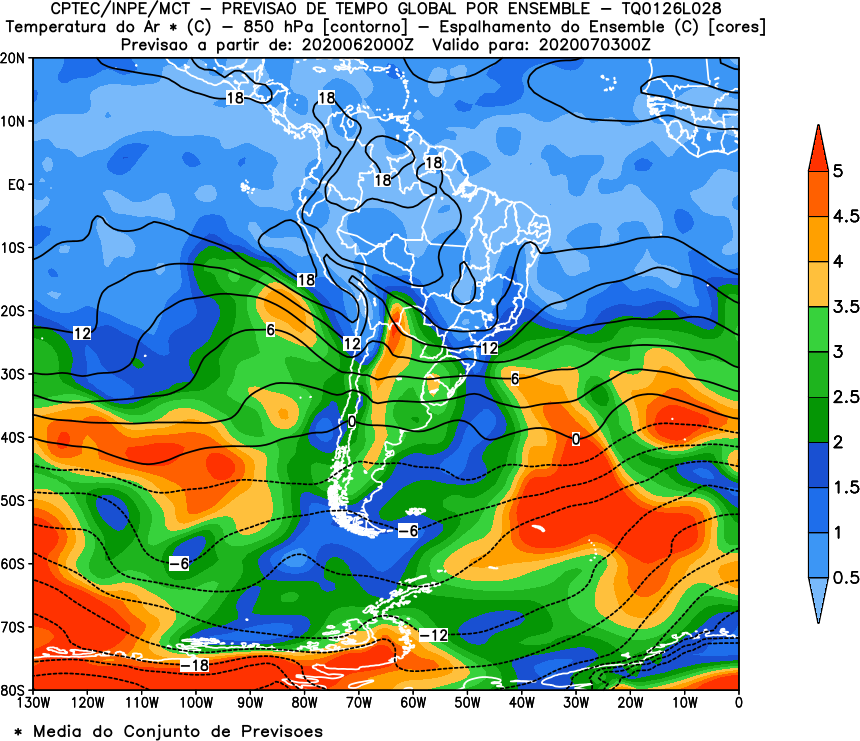 CPTEC/INPE/MCT – PREVISAO DE TEMPO GLOBAL POR ENSEMBLE – TQ0126L028
Temperatura do Ar * (C) – 850 hPa [contorno] – Espalhamento do Ensemble (C) [cores]
Previsao a partir de: 2020062000Z Valido para: 2020070300Z
20N
18 18
10N
18
EQ 18
10S
18
20S
12 6 12 12
30S
6
0 0
40S
50S
–6
–6
60S
70S –12
–18
80S
130W 120W 110W 100W 90W 80W 70W 60W 50W 40W 30W 20W 10W 0
5
4.5
4
3.5
3
2.5
2
1.5
1
0.5
* Media do Conjunto de Previsoes